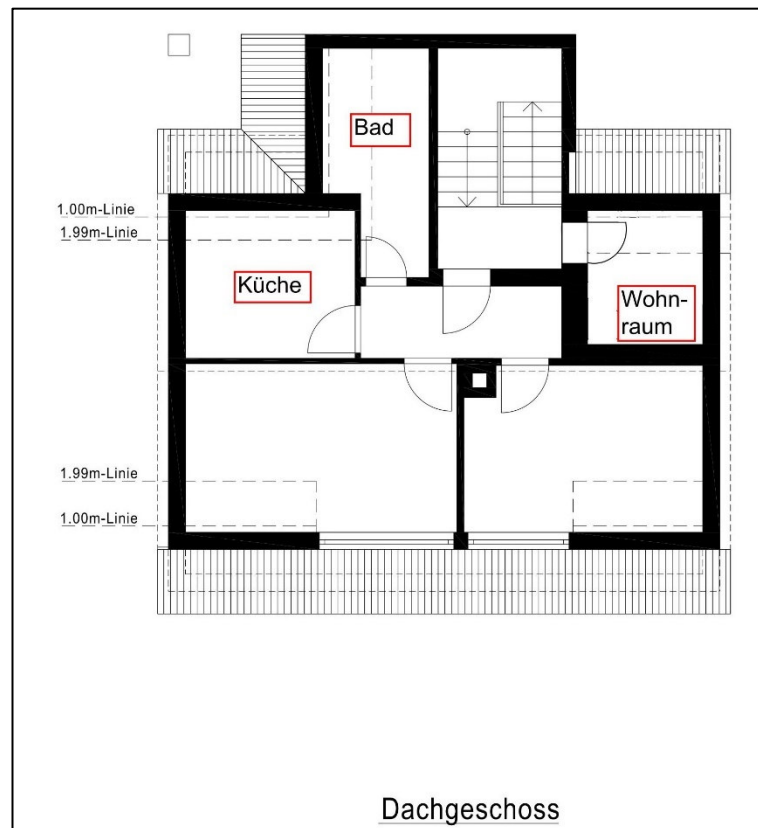 Bad
1.00m-Linie
1.99m-Linie
Küche
Wohn-
raum
1.99m-Linie
1.00m-Linie
Dachgeschoss